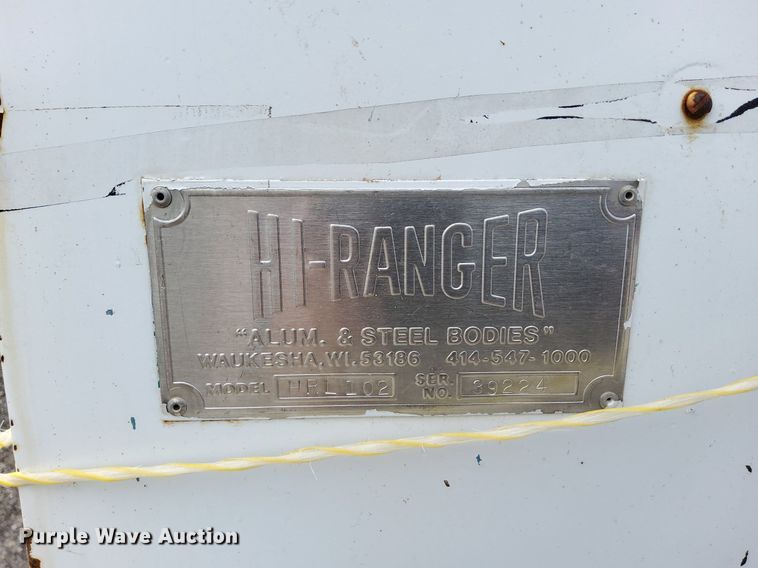 HI-RANGER
"ALUM. & STEEL BODIES"
WAUKESHA, WI. 53186 414-547-1000
MODEL HRL102 SER. NO. 39224
Purple Wave Auction